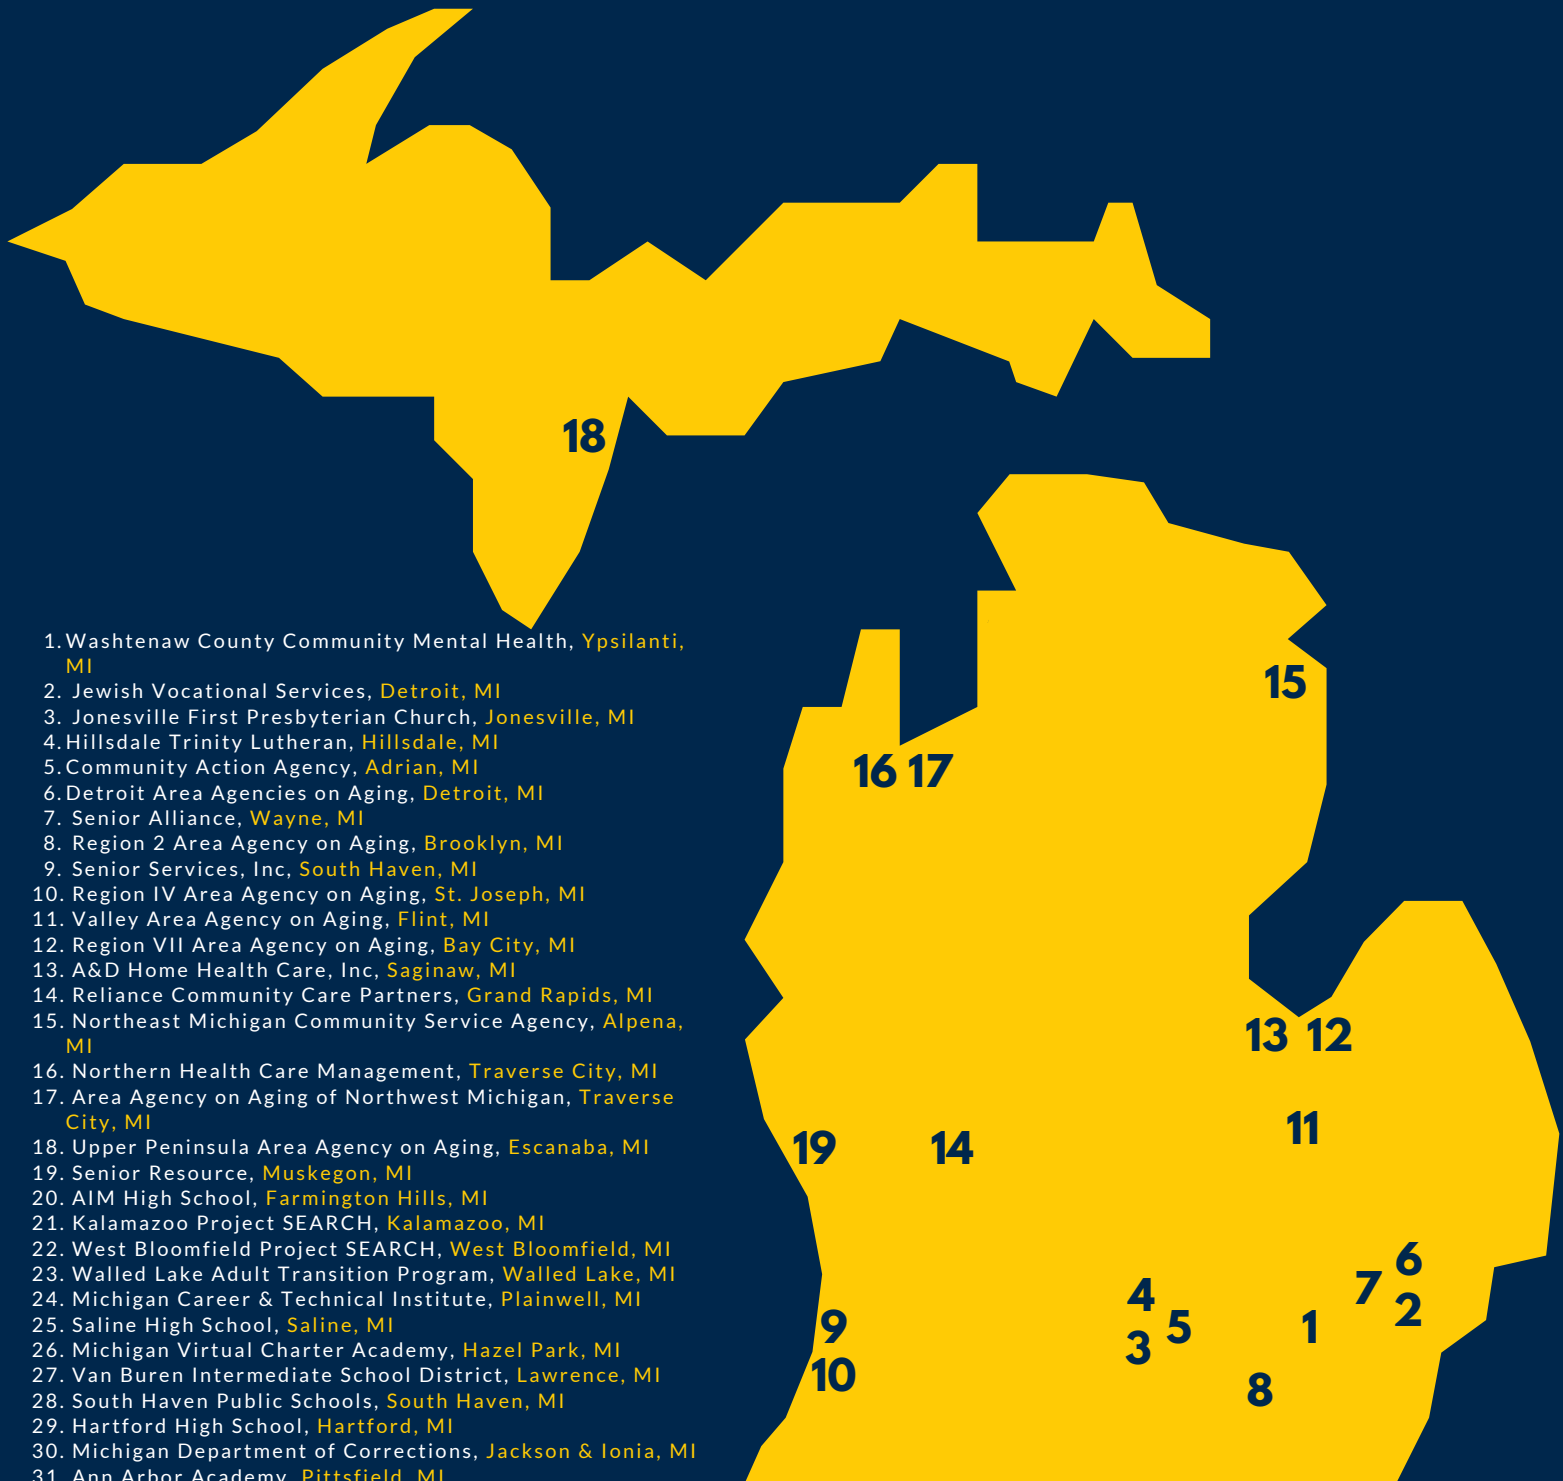 18
15
16 17
13 12
11
19 14
6
7
2
4
5
3
1
9
10
8
1. Washtenaw County Community Mental Health, Ypsilanti,
MI
2. Jewish Vocational Services, Detroit, MI
3. Jonesville First Presbyterian Church, Jonesville, MI
4. Hillsdale Trinity Lutheran, Hillsdale, MI
5. Community Action Agency, Adrian, MI
6. Detroit Area Agencies on Aging, Detroit, MI
7. Senior Alliance, Wayne, MI
8. Region 2 Area Agency on Aging, Brooklyn, MI
9. Senior Services, Inc, South Haven, MI
10. Region IV Area Agency on Aging, St. Joseph, MI
11. Valley Area Agency on Aging, Flint, MI
12. Region VII Area Agency on Aging, Bay City, MI
13. A&D Home Health Care, Inc, Saginaw, MI
14. Reliance Community Care Partners, Grand Rapids, MI
15. Northeast Michigan Community Service Agency, Alpena,
MI
16. Northern Health Care Management, Traverse City, MI
17. Area Agency on Aging of Northwest Michigan, Traverse
City, MI
18. Upper Peninsula Area Agency on Aging, Escanaba, MI
19. Senior Resource, Muskegon, MI
20. AIM High School, Farmington Hills, MI
21. Kalamazoo Project SEARCH, Kalamazoo, MI
22. West Bloomfield Project SEARCH, West Bloomfield, MI
23. Walled Lake Adult Transition Program, Walled Lake, MI
24. Michigan Career & Technical Institute, Plainwell, MI
25. Saline High School, Saline, MI
26. Michigan Virtual Charter Academy, Hazel Park, MI
27. Van Buren Intermediate School District, Lawrence, MI
28. South Haven Public Schools, South Haven, MI
29. Hartford High School, Hartford, MI
30. Michigan Department of Corrections, Jackson & Ionia, MI
31. Ann Arbor Academy, Pittsfield, MI